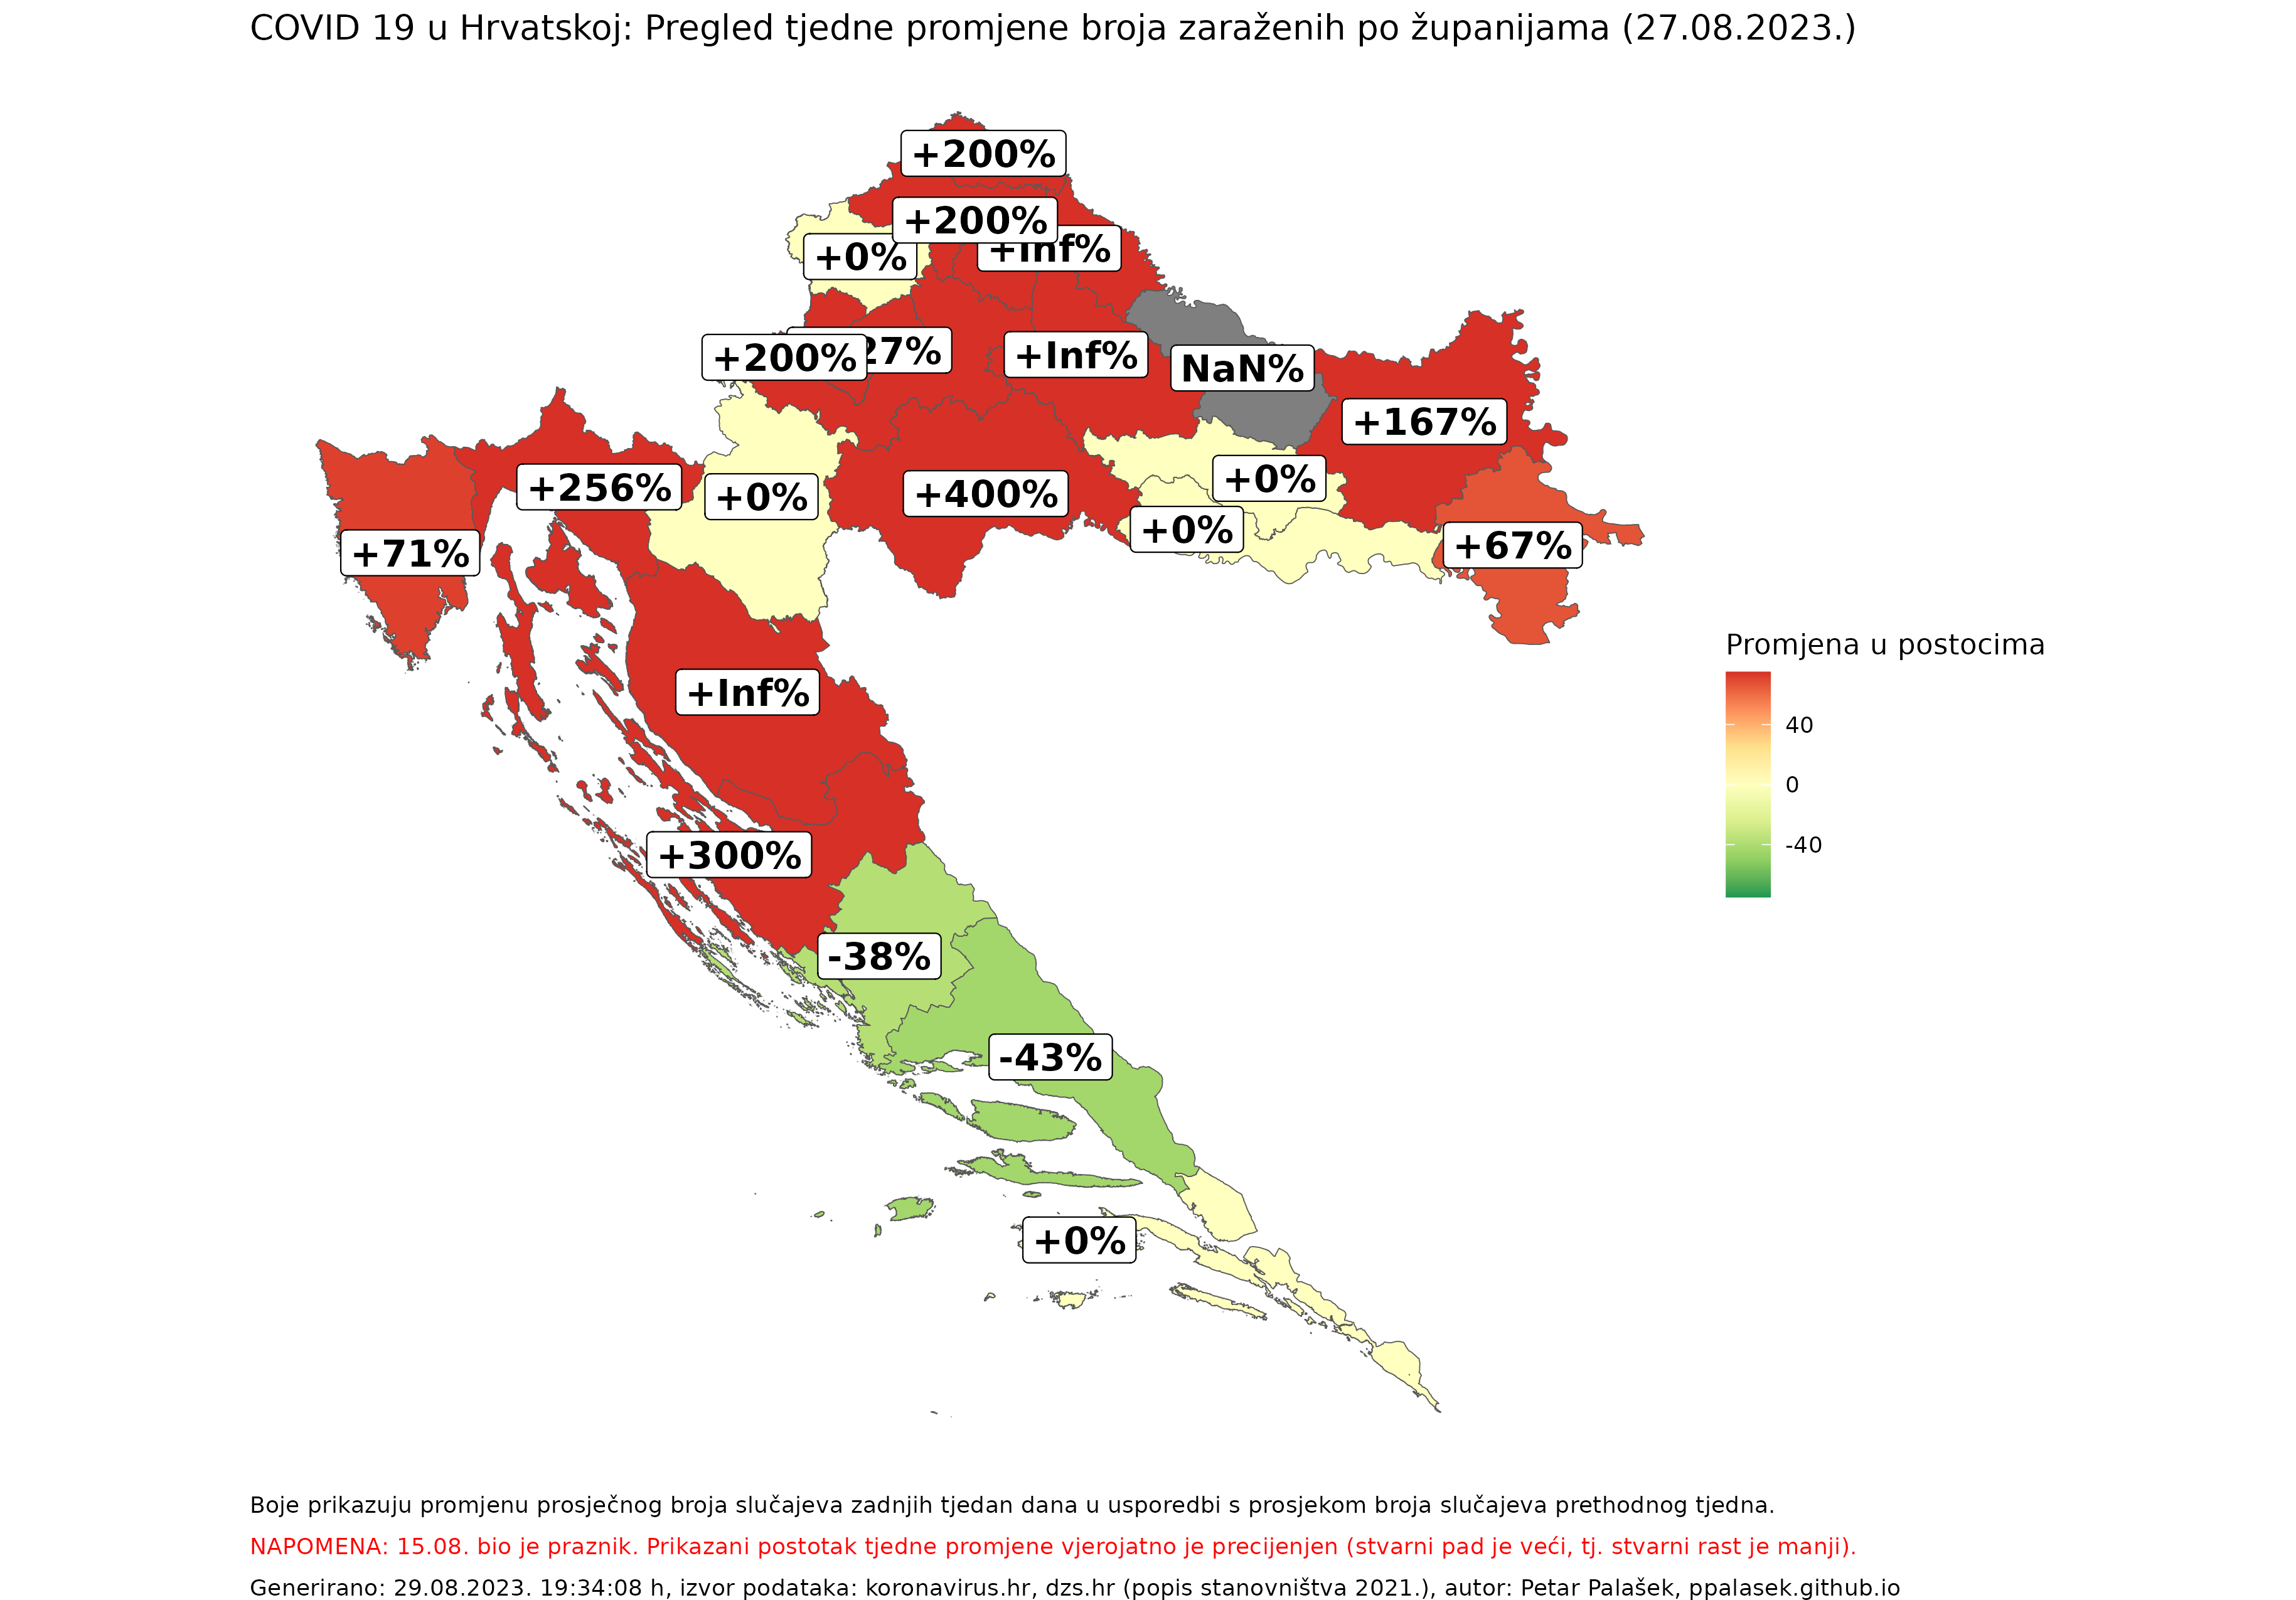 COVID 19 u Hrvatskoj: Pregled tjedne promjene broja zaraženih po županijama (27.08.2023.)
+200%
+200%
+Inf%
+0%
+200%
27%
+Inf%
NaN%
+167%
+0%
+256%
+0%
+400%
+0%
+71%
+67%
Promjena u postocima
40
0
-40
+Inf%
+300%
-38%
-43%
+0%
Boje prikazuju promjenu prosječnog broja slučajeva zadnjih tjedan dana u usporedbi s prosjekom broja slučajeva prethodnog tjedna.
NAPOMENA: 15.08. bio je praznik. Prikazani postotak tjedne promjene vjerojatno je precijenjen (stvarni pad je veći, tj. stvarni rast je manji).
Generirano: 29.08.2023. 19:34:08 h, izvor podataka: koronavirus.hr, dzs.hr (popis stanovništva 2021.), autor: Petar Palašek, ppalasek.github.io